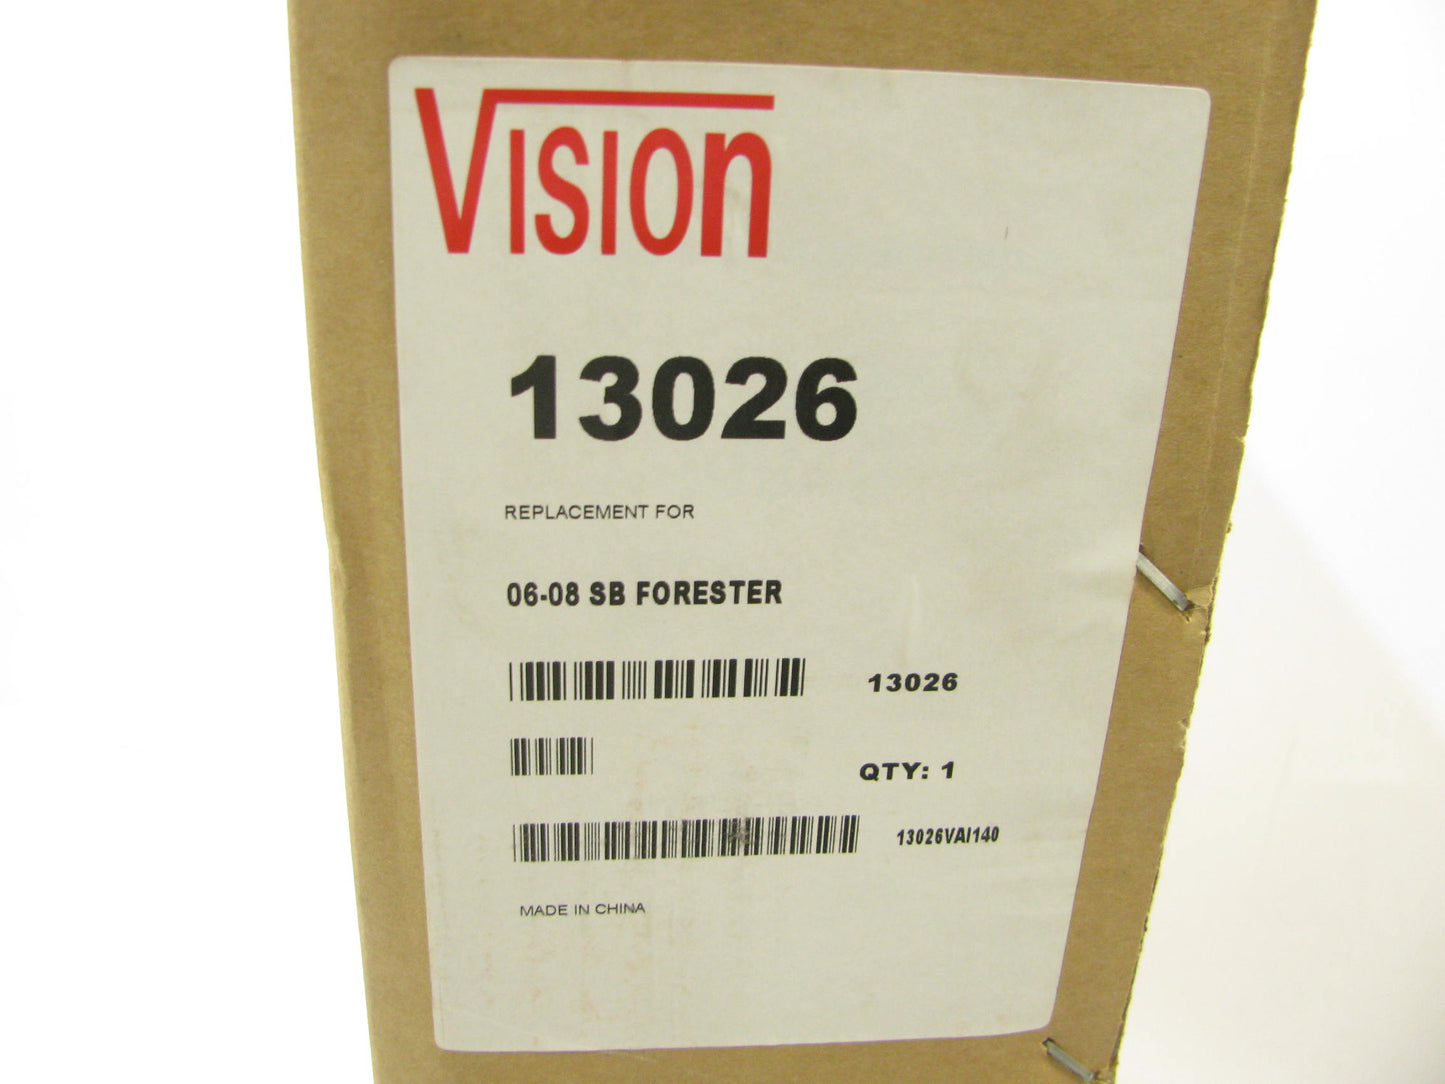 Vision
13026
REPLACEMENT FOR
06-08 SB FORESTER
13026
QTY: 1
13026VAI140
MADE IN CHINA